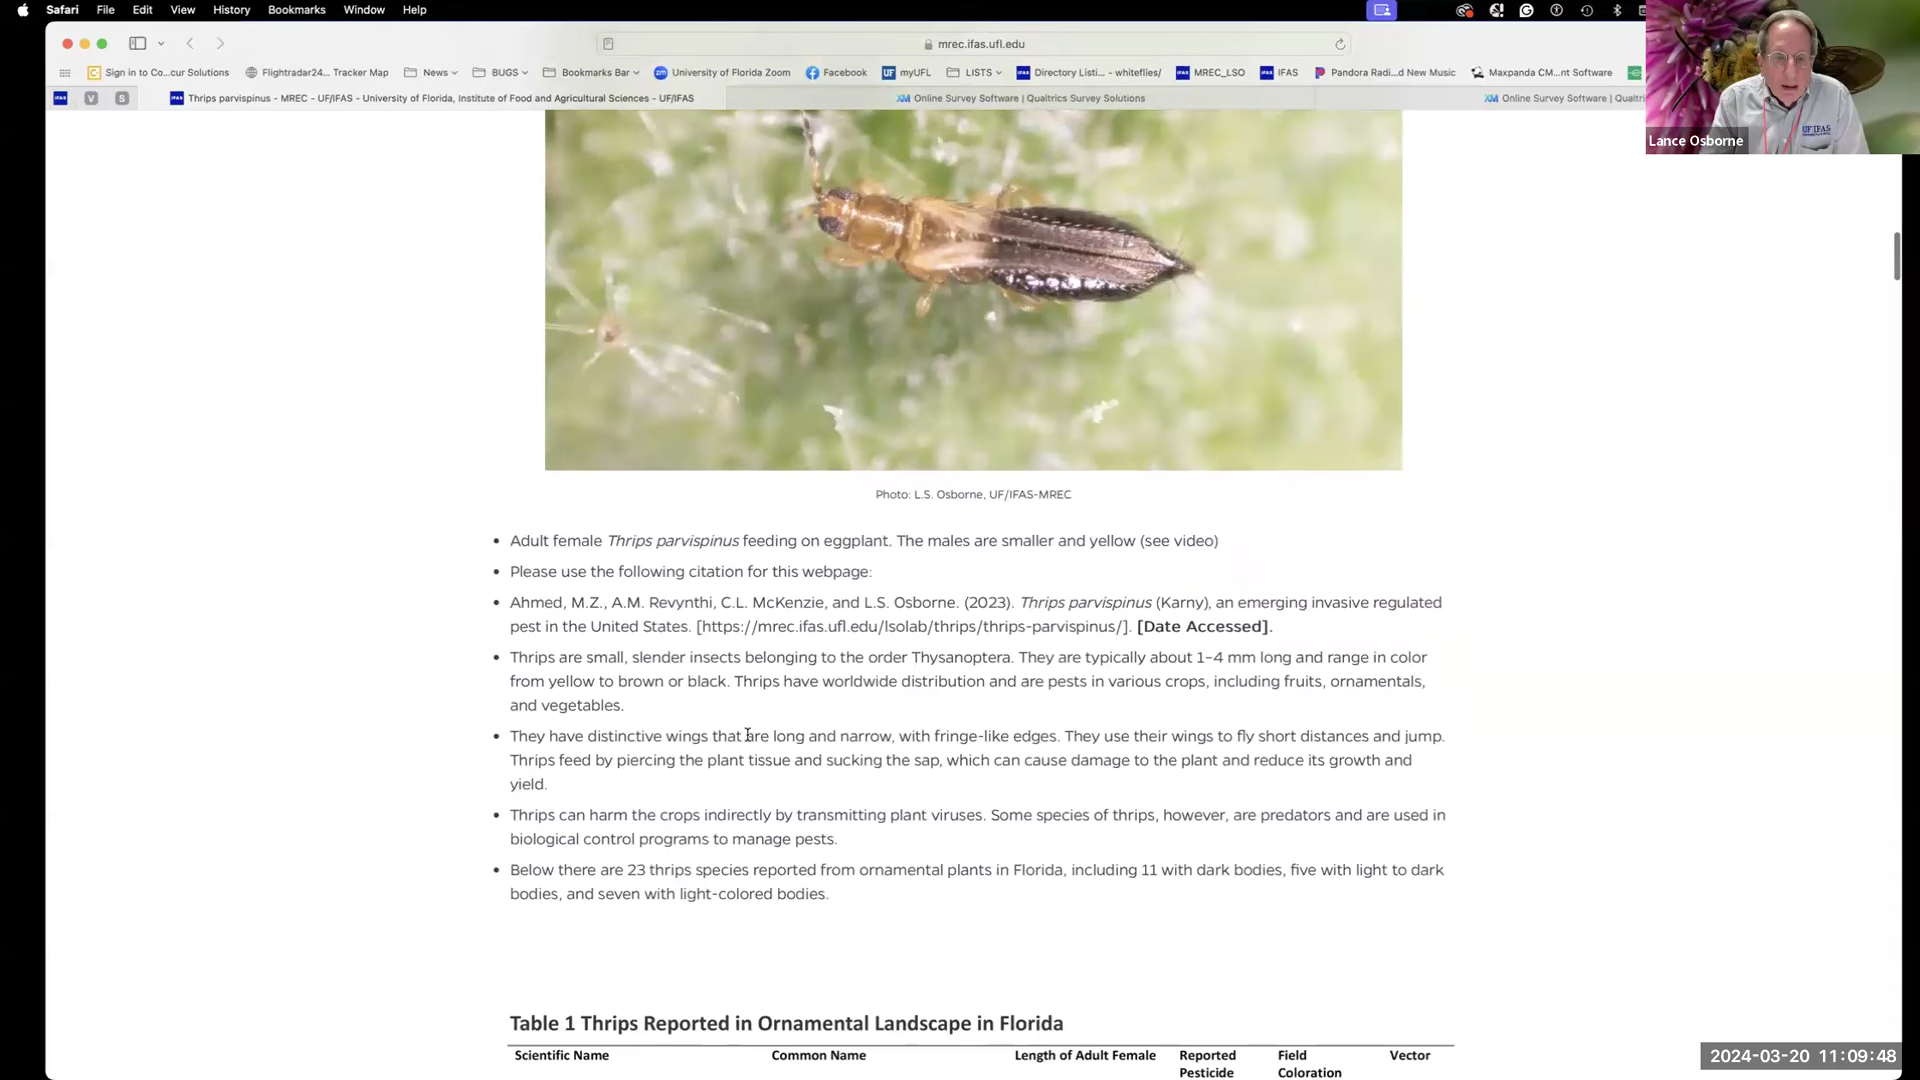 Safari File Edit View History Bookmarks Window Help
mrec.ifas.ufl.edu
Sign in to Co...cur Solutions Flightradar24... Tracker Map News BUGS Bookmarks Bar University of Florida Zoom Facebook myUFL LISTS Directory Listi... - whiteflies/ MREC_LSO IFAS Pandora Radi...d New Music Maxpanda CM...nt Software
V S Thrips parvispinus - MREC - UF/IFAS - University of Florida, Institute of Food and Agricultural Sciences - UF/IFAS Online Survey Software | Qualtrics Survey Solutions Online Survey Software | Qualtri
UF|IFAS
Lance Osborne
Photo: L.S. Osborne, UF/IFAS-MREC
• Adult female Thrips parvispinus feeding on eggplant. The males are smaller and yellow (see video)
• Please use the following citation for this webpage:
• Ahmed, M.Z., A.M. Revynthi, C.L. McKenzie, and L.S. Osborne. (2023). Thrips parvispinus (Karny), an emerging invasive regulated
pest in the United States. [https://mrec.ifas.ufl.edu/lsolab/thrips/thrips-parvispinus/]. [Date Accessed].
• Thrips are small, slender insects belonging to the order Thysanoptera. They are typically about 1–4 mm long and range in color
from yellow to brown or black. Thrips have worldwide distribution and are pests in various crops, including fruits, ornamentals,
and vegetables.
• They have distinctive wings that are long and narrow, with fringe-like edges. They use their wings to fly short distances and jump.
Thrips feed by piercing the plant tissue and sucking the sap, which can cause damage to the plant and reduce its growth and
yield.
• Thrips can harm the crops indirectly by transmitting plant viruses. Some species of thrips, however, are predators and are used in
biological control programs to manage pests.
• Below there are 23 thrips species reported from ornamental plants in Florida, including 11 with dark bodies, five with light to dark
bodies, and seven with light-colored bodies.
Table 1 Thrips Reported in Ornamental Landscape in Florida
Scientific Name Common Name Length of Adult Female Reported Field Vector
Pesticide Coloration
2024-03-20 11:09:48